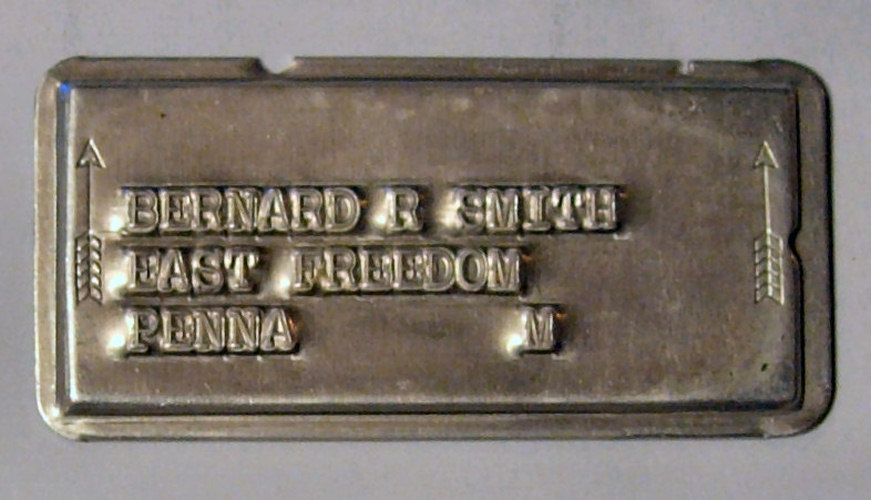 BERNARD R SMITH
EAST FREEDOM
PENNA M